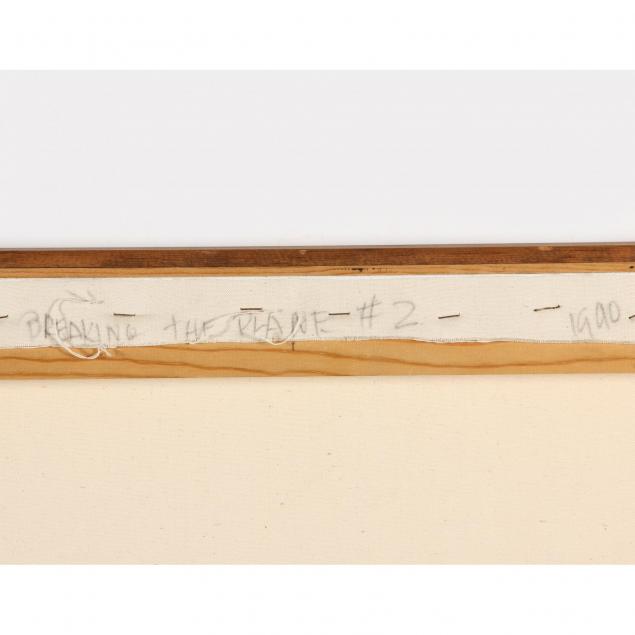 BREAKING THE PLANE #2 1990